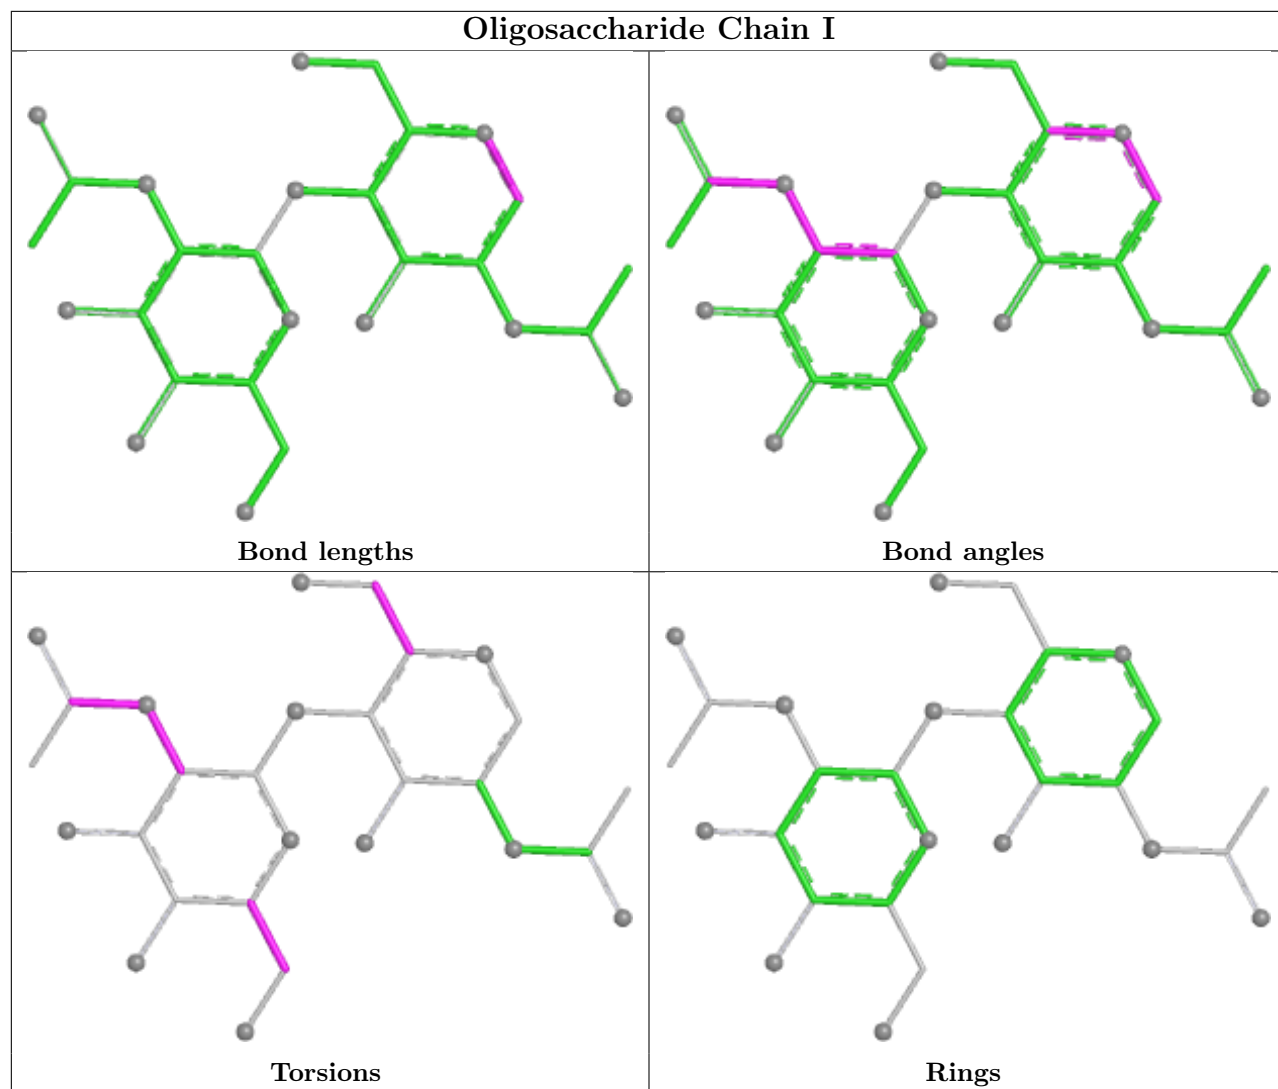 Oligosaccharide Chain I
Bond lengths
Bond angles
Torsions
Rings